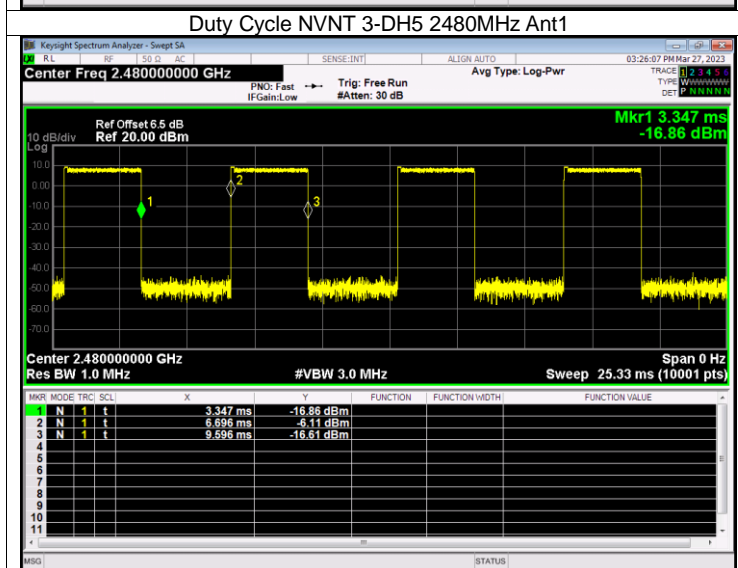 Duty Cycle NVNT 3-DH5 2480MHz Ant1
Keysight Spectrum Analyzer - Swept SA
RL RF 50 Ω AC SENSE:INT ALIGN AUTO 03:26:07 PM Mar 27, 2023
Center Freq 2.480000000 GHz Avg Type: Log-Pwr TRACE 1 2 3 4 5 6
PNO: Fast Trig: Free Run TYPE W
IFGain:Low #Atten: 30 dB DET P N N N N N
Mkr1 3.347 ms
Ref Offset 6.5 dB
10 dB/div Ref 20.00 dBm -16.86 dBm
Log
10.0
0.00
-10.0
-20.0
-30.0
-40.0
-50.0
-60.0
-70.0
1
2
3
Center 2.480000000 GHz Span 0 Hz
Res BW 1.0 MHz #VBW 3.0 MHz Sweep 25.33 ms (10001 pts)
MKR MODE TRC SCL X Y FUNCTION FUNCTION WIDTH FUNCTION VALUE
1 N 1 t 3.347 ms -16.86 dBm
2 N 1 t 6.696 ms -6.11 dBm
3 N 1 t 9.596 ms -16.61 dBm
4
5
6
7
8
9
10
11
MSG STATUS